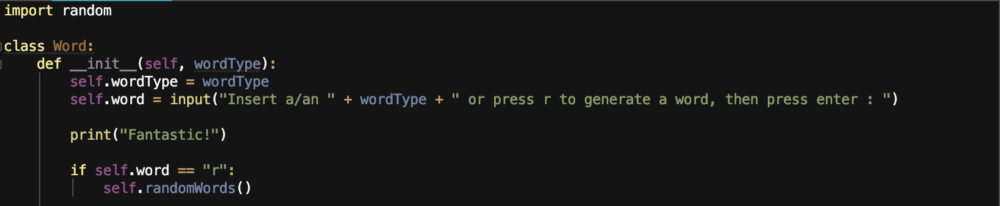 import random
class Word:
def __init__(self, wordType):
self.wordType = wordType
self.word = input("Insert a/an " + wordType + " or press r to generate a word, then press enter : ")
print("Fantastic!")
if self.word == "r":
self.randomWords()